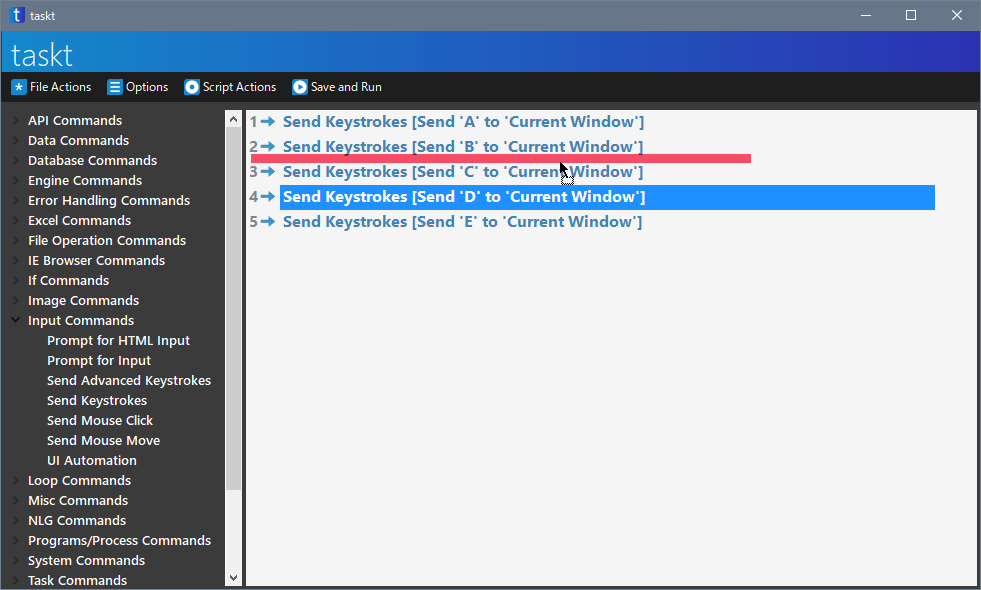 taskt
taskt
File Actions Options Script Actions Save and Run
API Commands
Data Commands
Database Commands
Engine Commands
Error Handling Commands
Excel Commands
File Operation Commands
IE Browser Commands
If Commands
Image Commands
Input Commands
Prompt for HTML Input
Prompt for Input
Send Advanced Keystrokes
Send Keystrokes
Send Mouse Click
Send Mouse Move
UI Automation
Loop Commands
Misc Commands
NLG Commands
Programs/Process Commands
System Commands
Task Commands
1 Send Keystrokes [Send 'A' to 'Current Window']
2 Send Keystrokes [Send 'B' to 'Current Window']
3 Send Keystrokes [Send 'C' to 'Current Window']
4 Send Keystrokes [Send 'D' to 'Current Window']
5 Send Keystrokes [Send 'E' to 'Current Window']